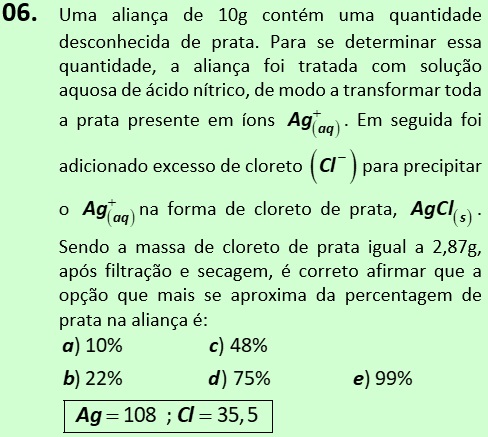 06. Uma aliança de 10g contém uma quantidade
desconhecida de prata. Para se determinar essa
quantidade, a aliança foi tratada com solução
aquosa de ácido nítrico, de modo a transformar toda
a prata presente em íons Ag⁺(aq). Em seguida foi
adicionado excesso de cloreto (Cl⁻) para precipitar
o Ag⁺(aq) na forma de cloreto de prata, AgCl(s).
Sendo a massa de cloreto de prata igual a 2,87g,
após filtração e secagem, é correto afirmar que a
opção que mais se aproxima da percentagem de
prata na aliança é:
a) 10% c) 48%
b) 22% d) 75% e) 99%
Ag = 108 ; Cl = 35,5